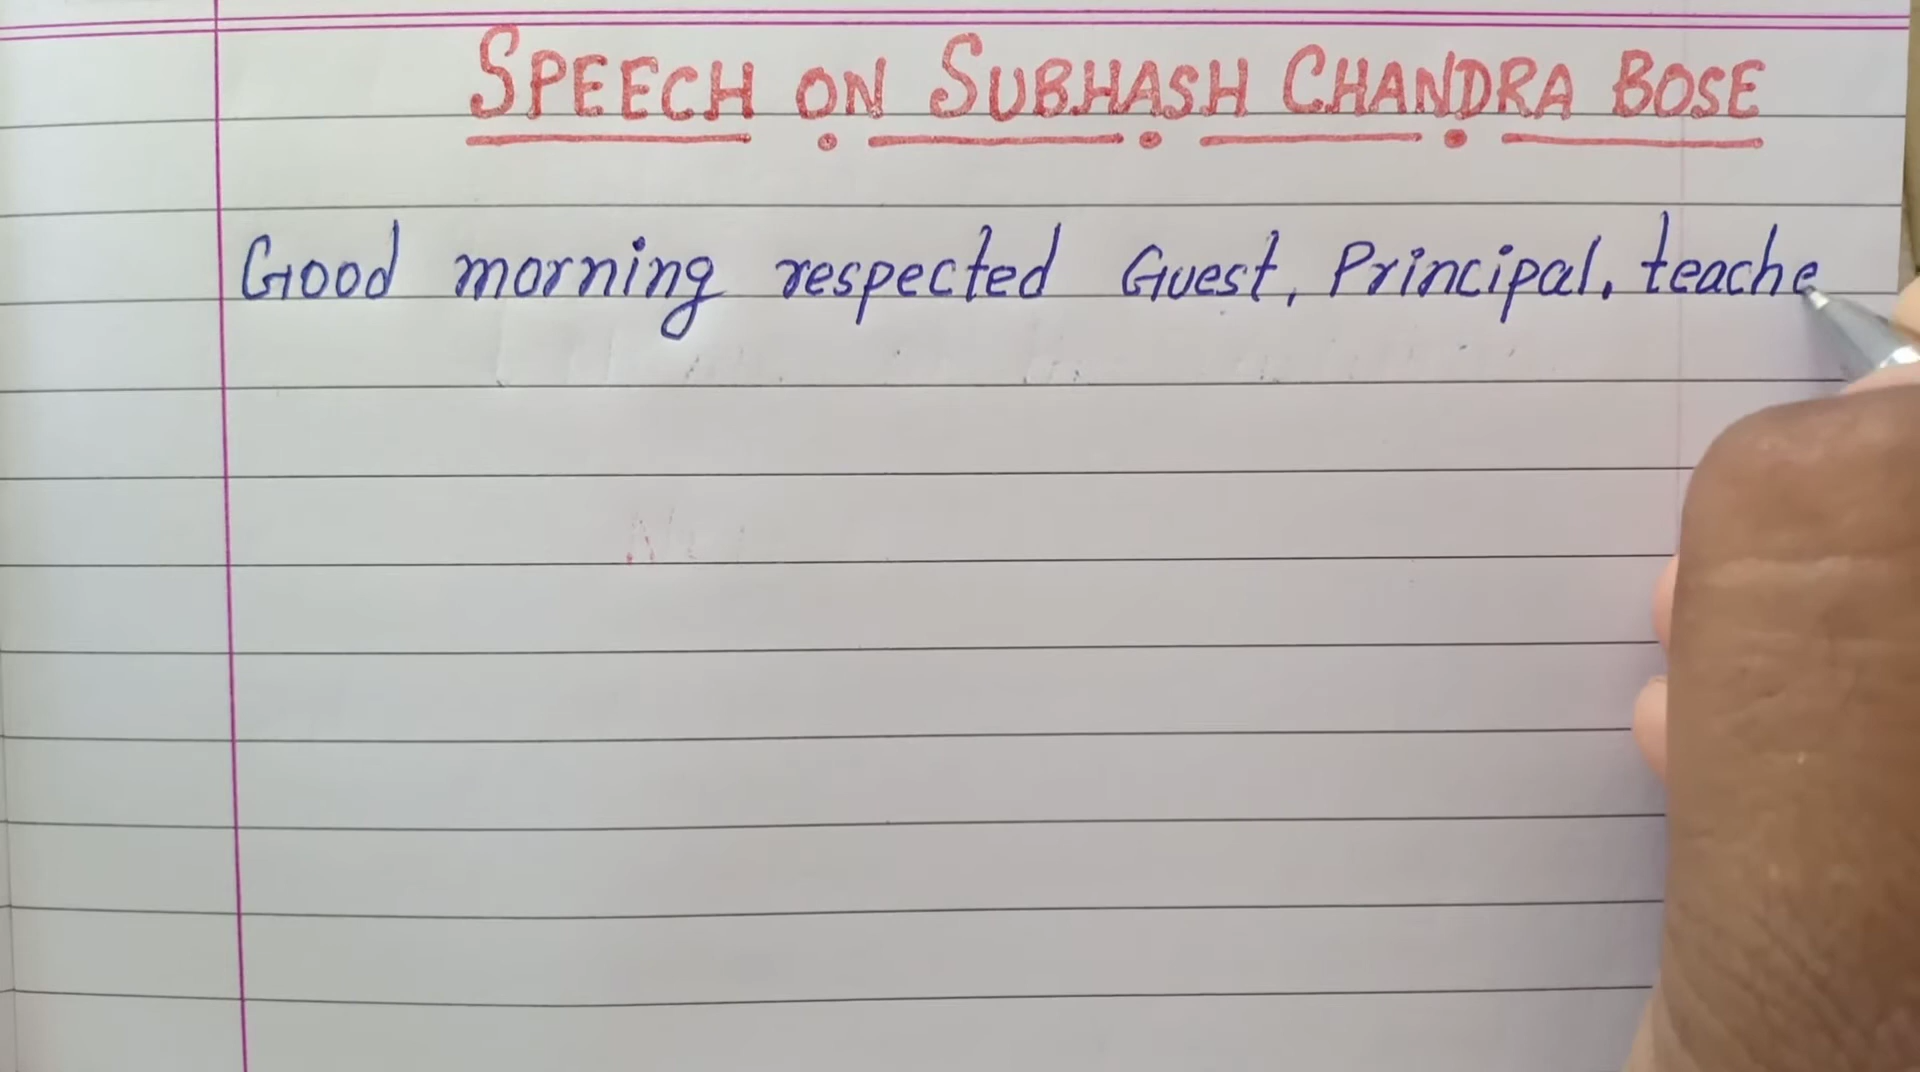 SPEECH ON SUBHASH CHANDRA BOSE
Good morning respected Guest, Principal, teache